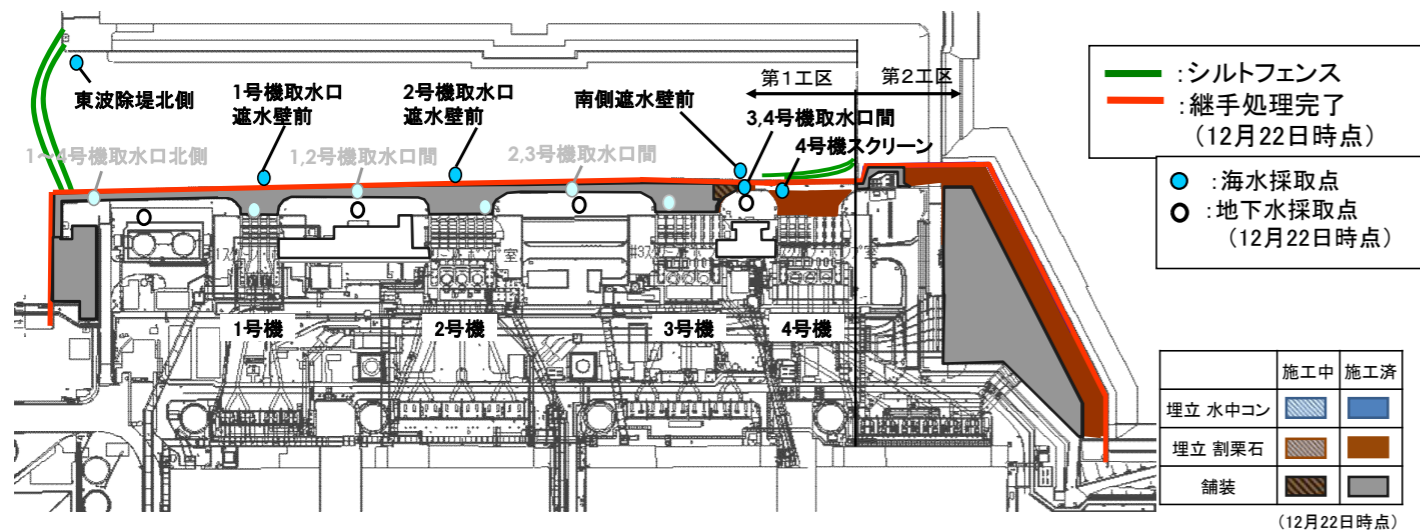 第1工区
第2工区
東波除堤北側
1号機取水口
遮水壁前
2号機取水口
遮水壁前
南側遮水壁前
3,4号機取水口間
4号機スクリーン
1～4号機取水口北側
1,2号機取水口間
2,3号機取水口間
1号機
2号機
3号機
4号機
:シルトフェンス
:継手処理完了
(12月22日時点)
:海水採取点
:地下水採取点
(12月22日時点)
施工中 施工済
埋立 水中コン
埋立 割栗石
舗装
(12月22日時点)